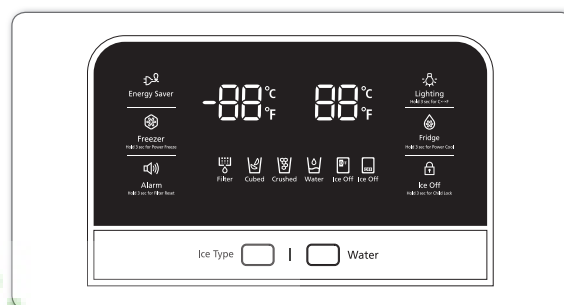 Energy Saver
Freezer
Hold 3 sec for Power Freeze
Alarm
Hold 3 sec for Filter Reset
-88 °C °F
88 °C °F
Filter Cubed Crushed Water Ice Off Ice Off
Lighting
Hold 3 sec for C↔F
Fridge
Hold 3 sec for Power Cool
Ice Off
Hold 3 sec for Child Lock
Ice Type | Water